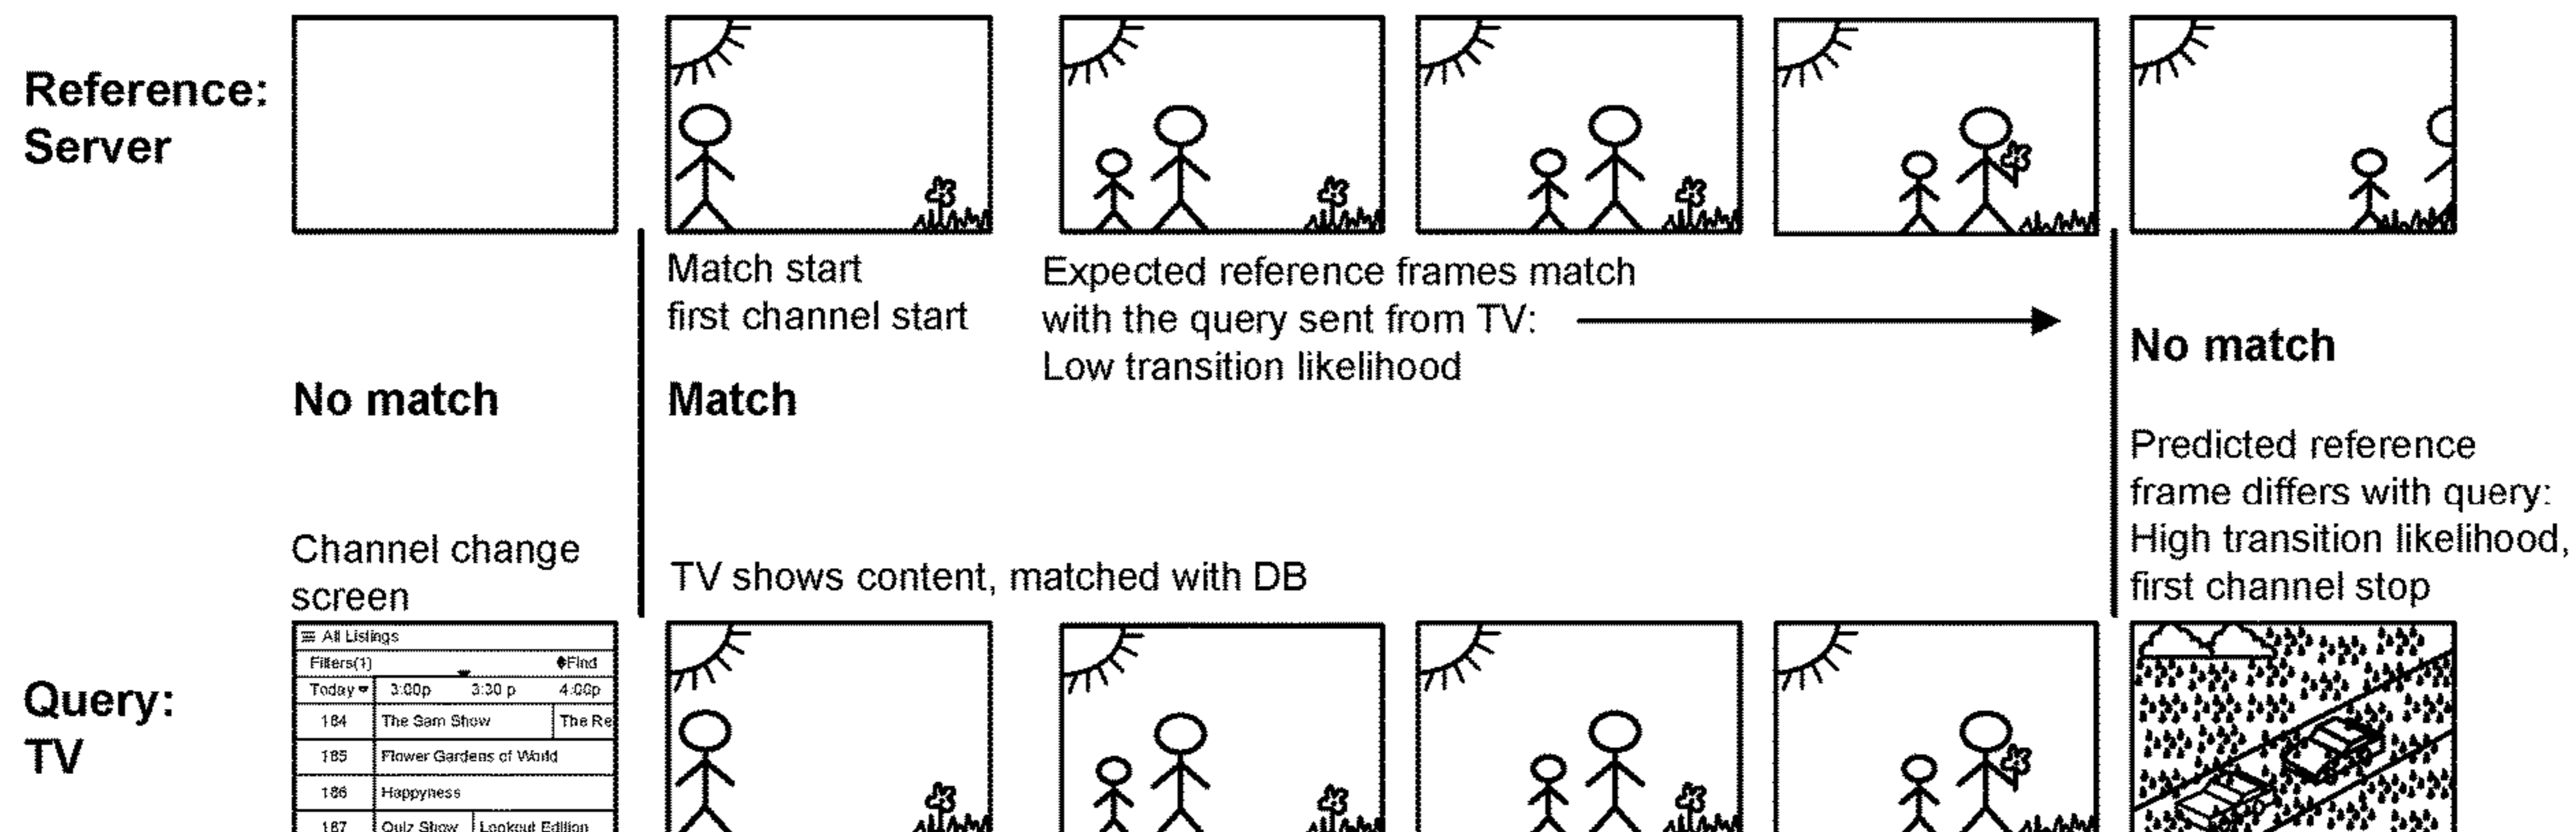 Reference:
Server
Match start
first channel start
Expected reference frames match
with the query sent from TV:
Low transition likelihood
No match
Match
No match
Predicted reference
frame differs with query:
High transition likelihood,
first channel stop
Channel change
screen
TV shows content, matched with DB
Query:
TV
All Listings
Filters(1) Find
Today 3:00p 3:30 p 4:00p
184 The Sam Show The Re
185 Flower Gardens of World
186 Happyness
187 Quiz Show Lookout Edition